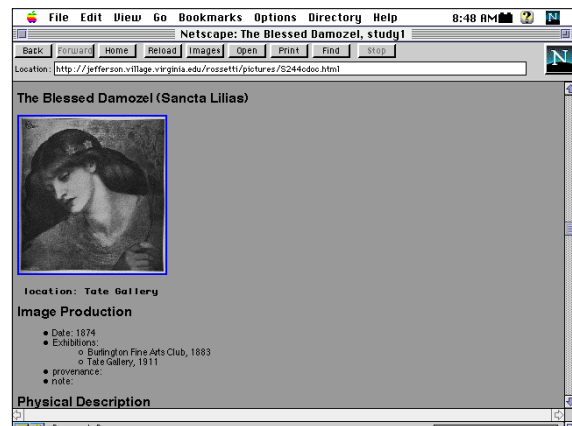 File Edit View Go Bookmarks Options Directory Help 8:48 AM
Netscape: The Blessed Damozel, study1
Back Forward Home Reload Images Open Print Find Stop
Location: http://jefferson.village.virginia.edu/rossetti/pictures/S244cdoc.html
N
The Blessed Damozel (Sancta Lilias)
location: Tate Gallery
Image Production
Date: 1874
Exhibitions:
Burlington Fine Arts Club, 1883
Tate Gallery, 1911
provenance:
note:
Physical Description